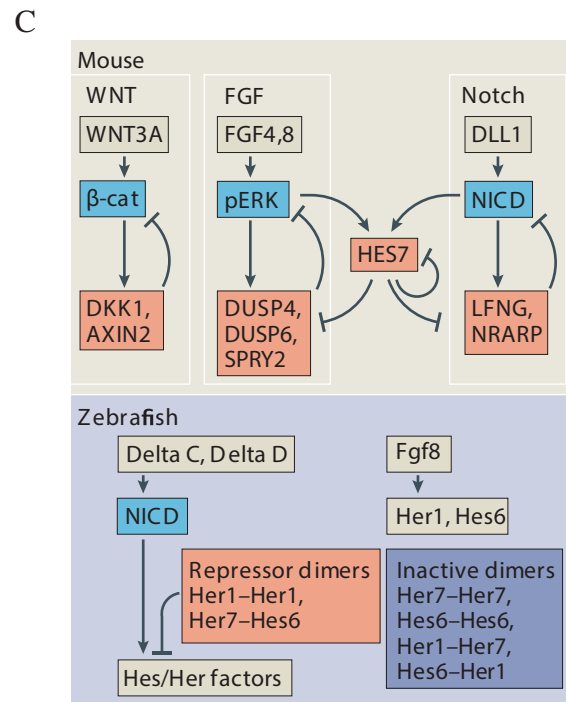 C
Mouse
WNT
WNT3A
β-cat
DKK1,
AXIN2
FGF
FGF4,8
pERK
DUSP4,
DUSP6,
SPRY2
HES7
Notch
DLL1
NICD
LFNG,
NRARP
Zebrafish
Delta C, Delta D
NICD
Repressor dimers
Her1–Her1,
Her7–Hes6
Hes/Her factors
Fgf8
Her1, Hes6
Inactive dimers
Her7–Her7,
Hes6–Hes6,
Her1–Her7,
Hes6–Her1